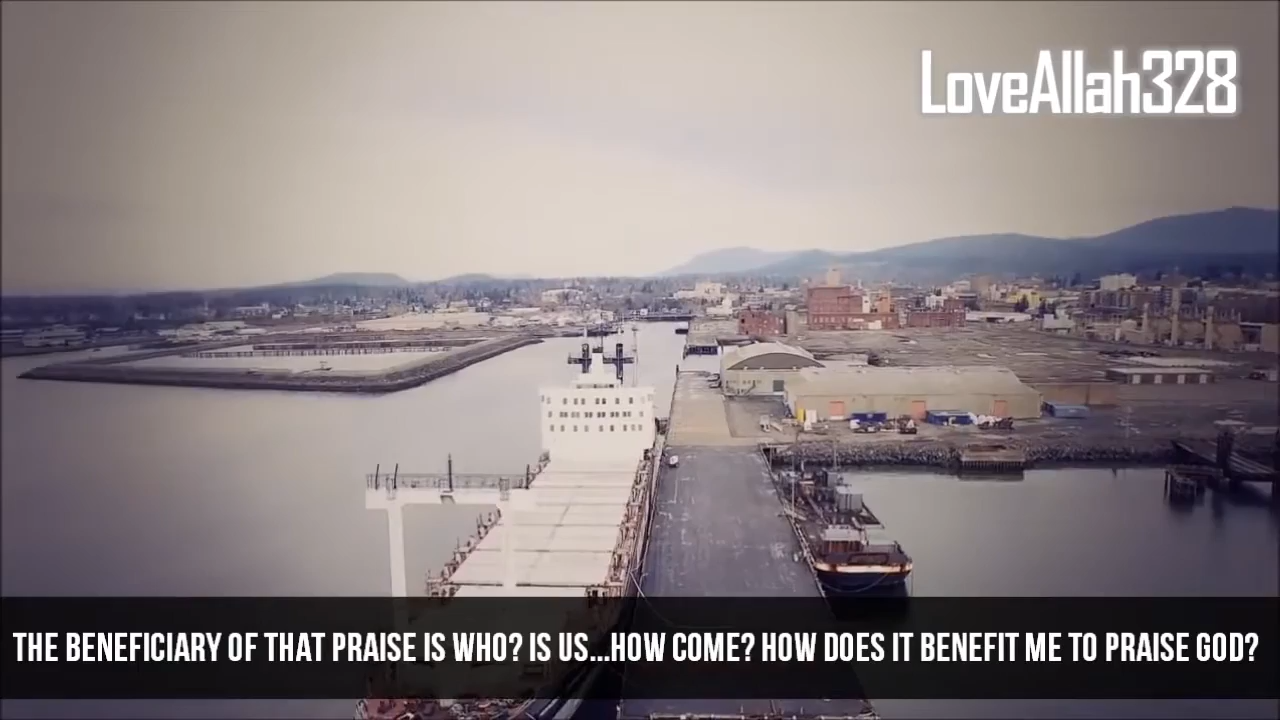 LoveAllah328
THE BENEFICIARY OF THAT PRAISE IS WHO? IS US...HOW COME? HOW DOES IT BENEFIT ME TO PRAISE GOD?